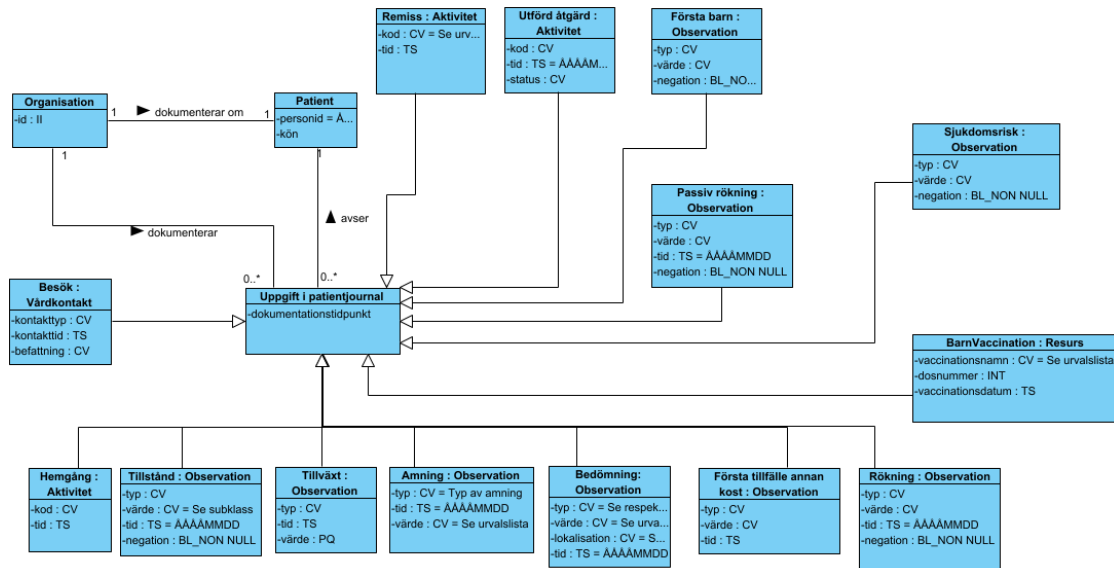 Remiss : Aktivitet
-kod : CV = Se urv...
-tid : TS
Utförd åtgärd :
Aktivitet
-kod : CV
-tid : TS = ÅÅÅÅM...
-status : CV
Första barn :
Observation
-typ : CV
-värde : CV
-negation : BL_NO...
Organisation
-id : II
1
dokumenterar om
1
Patient
-personid = Å...
-kön
1
1
Sjukdomsrisk :
Observation
-typ : CV
-värde : CV
-negation : BL_NON NULL
Passiv rökning :
Observation
-typ : CV
-värde : CV
-tid : TS = ÅÅÅÅMMDD
-negation : BL_NON NULL
avser
dokumenterar
0..*
0..*
Besök :
Vårdkontakt
-kontakttyp : CV
-kontakttid : TS
-befattning : CV
Uppgift i patientjournal
-dokumentationstidpunkt
BarnVaccination : Resurs
-vaccinationsnamn : CV = Se urvalslista
-dosnummer : INT
-vaccinationsdatum : TS
Hemgång :
Aktivitet
-kod : CV
-tid : TS
Tillstånd : Observation
-typ : CV
-värde : CV = Se subklass
-tid : TS = ÅÅÅÅMMDD
-negation : BL_NON NULL
Tillväxt :
Observation
-typ : CV
-tid : TS
-värde : PQ
Amning : Observation
-typ : CV = Typ av amning
-tid : TS = ÅÅÅÅMMDD
-värde : CV = Se urvalslista
Bedömning:
Observation
-typ : CV = Se respek...
-värde : CV = Se urva...
-lokalisation : CV = S...
-tid : TS = ÅÅÅÅMMDD
Första tillfälle annan
kost : Observation
-typ : CV
-värde : CV
-tid : TS
Rökning : Observation
-typ : CV
-värde : CV
-tid : TS = ÅÅÅÅMMDD
-negation : BL_NON NULL